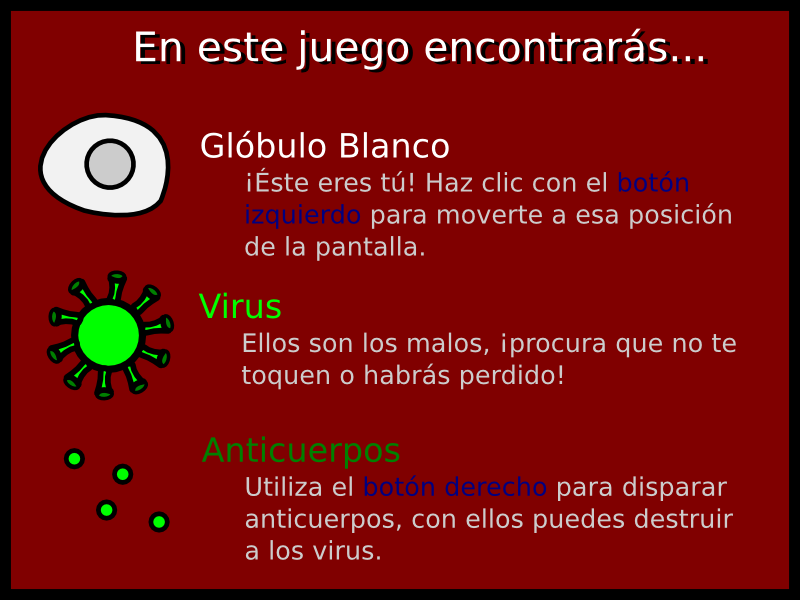 En este juego encontrarás...
Glóbulo Blanco
¡Éste eres tú! Haz clic con el botón
izquierdo para moverte a esa posición
de la pantalla.
Virus
Ellos son los malos, ¡procura que no te
toquen o habrás perdido!
Anticuerpos
Utiliza el botón derecho para disparar
anticuerpos, con ellos puedes destruir
a los virus.